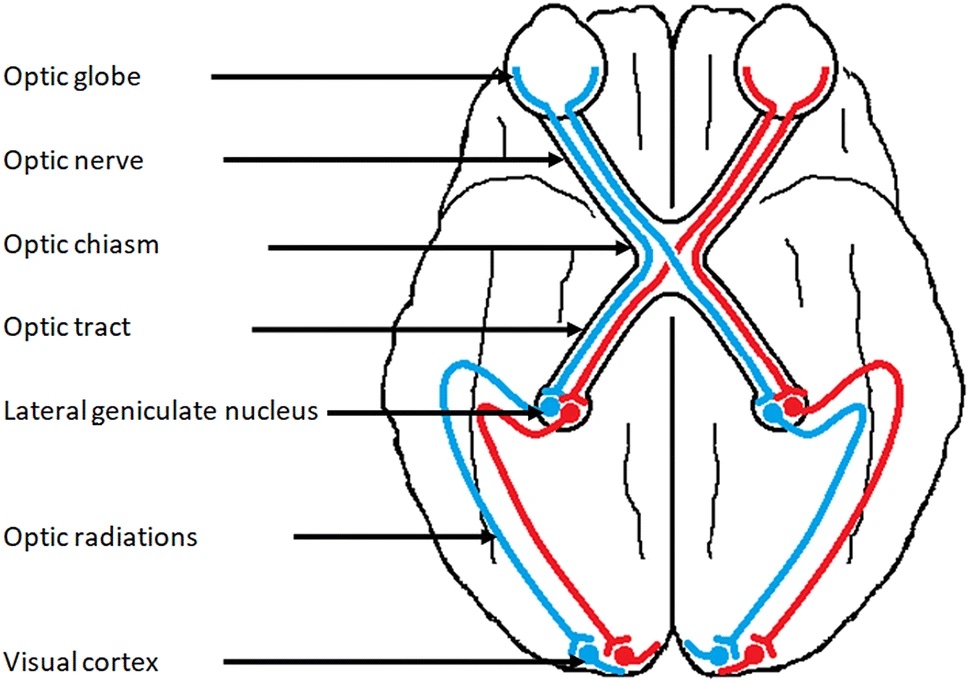 Optic globe
Optic nerve
Optic chiasm
Optic tract
Lateral geniculate nucleus
Optic radiations
Visual cortex